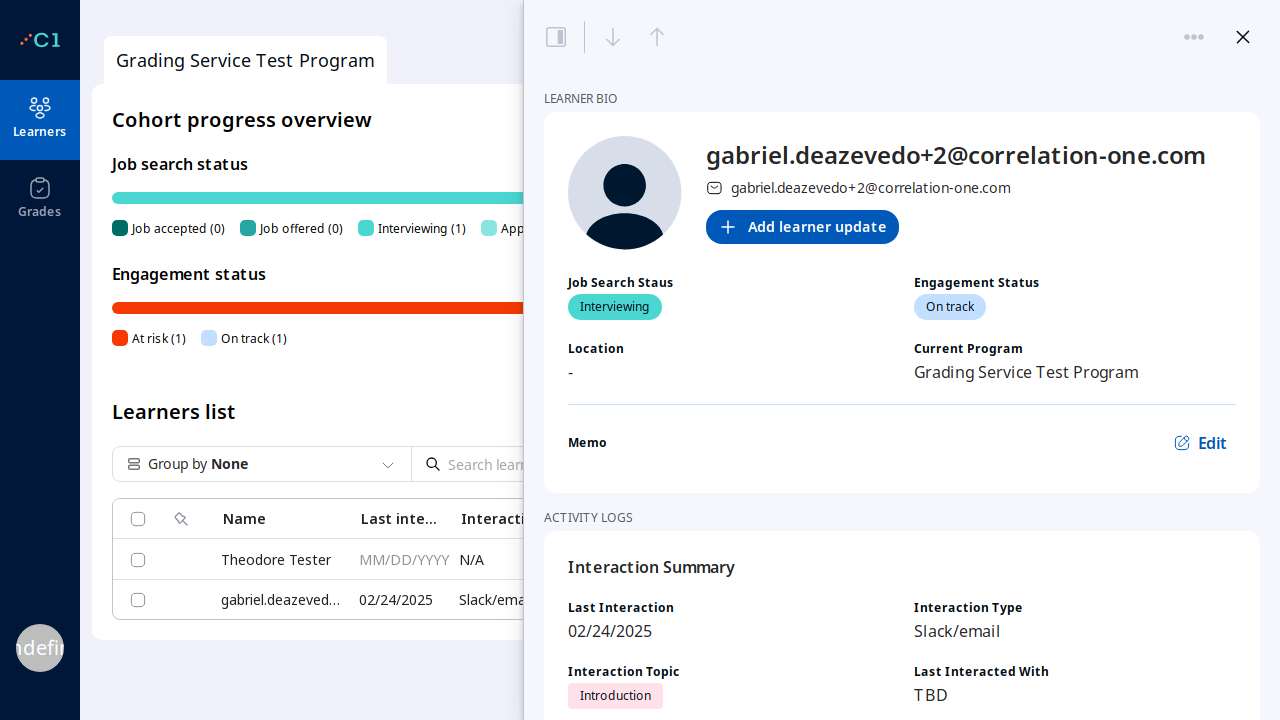 C1
Learners
Grades
Grading Service Test Program
Cohort progress overview
Job search status
Job accepted (0) Job offered (0) Interviewing (1) App
Engagement status
At risk (1) On track (1)
Learners list
Group by None
Search learn
Name Last inte... Interacti
Theodore Tester MM/DD/YYYY N/A
gabriel.deazeved... 02/24/2025 Slack/ema
LEARNER BIO
gabriel.deazevedo+2@correlation-one.com
gabriel.deazevedo+2@correlation-one.com
Add learner update
Job Search Staus
Interviewing
Engagement Status
On track
Location
-
Current Program
Grading Service Test Program
Memo
Edit
ACTIVITY LOGS
Interaction Summary
Last Interaction
02/24/2025
Interaction Type
Slack/email
Interaction Topic
Introduction
Last Interacted With
TBD